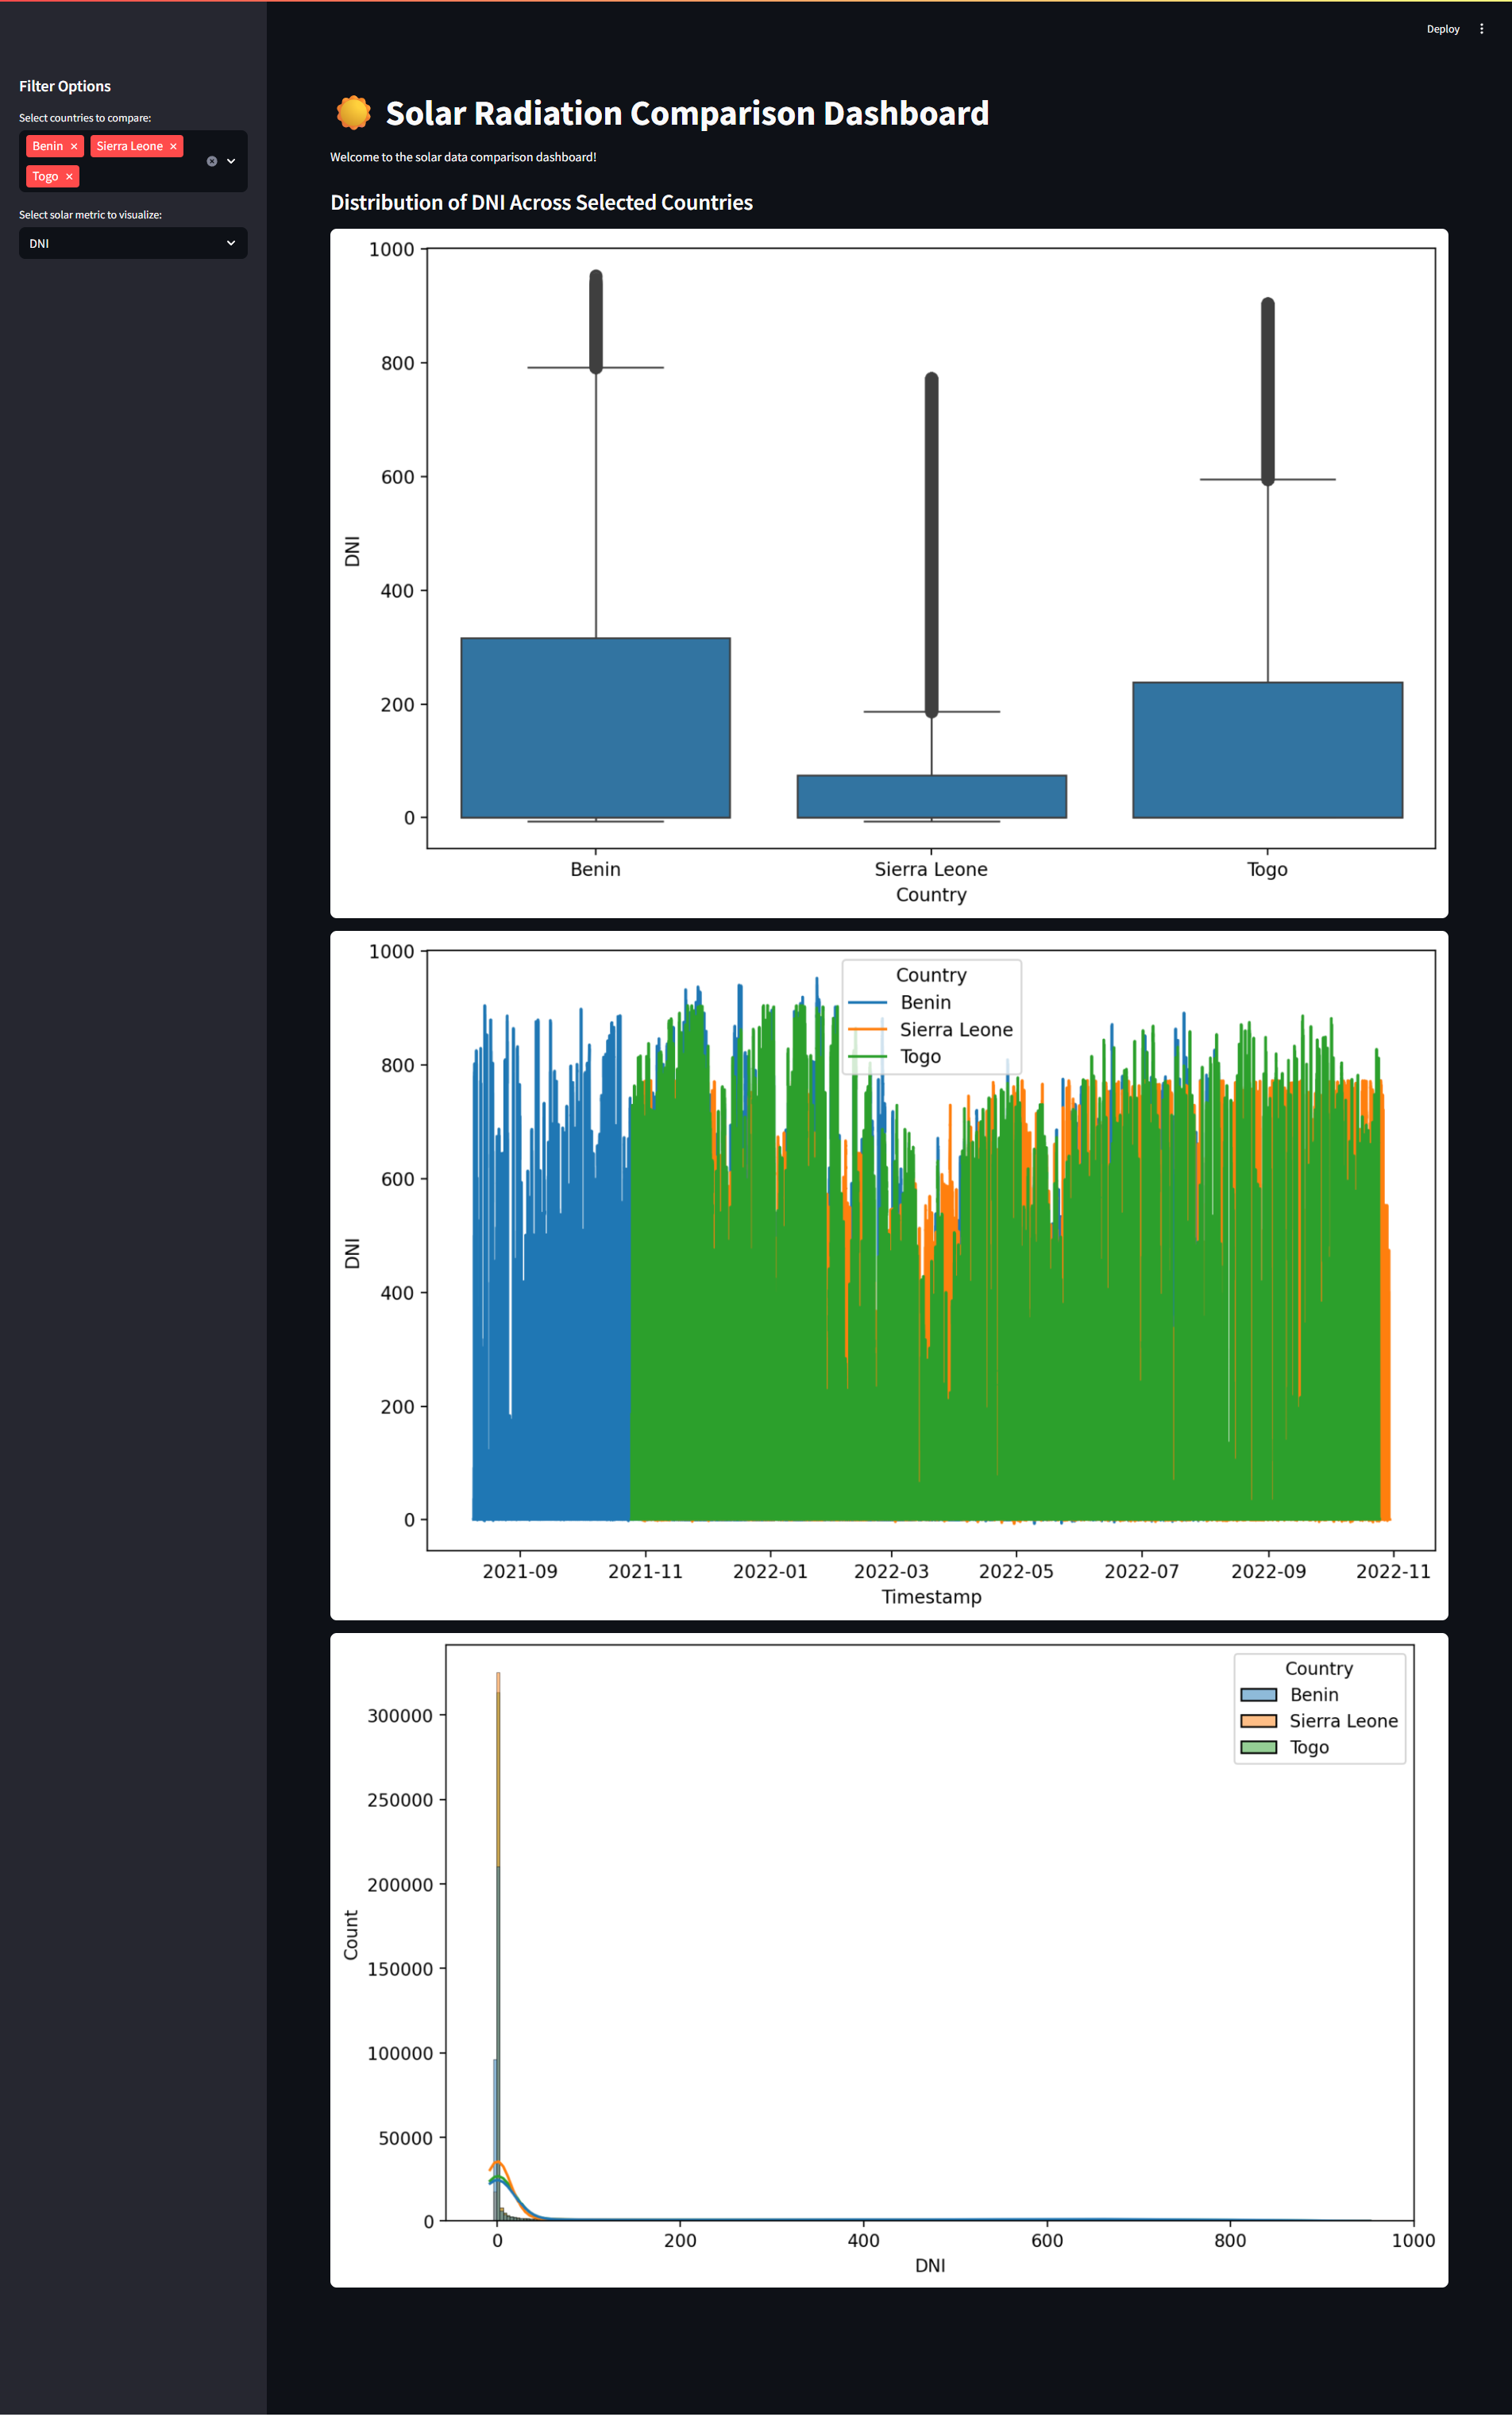 Deploy
Filter Options
Select countries to compare:
Benin × Sierra Leone ×
Togo ×
Select solar metric to visualize:
DNI
Solar Radiation Comparison Dashboard
Welcome to the solar data comparison dashboard!
Distribution of DNI Across Selected Countries
1000
800
600
400
200
0
DNI
Benin Sierra Leone Togo
Country
1000
800
600
400
200
0
DNI
Country
Benin
Sierra Leone
Togo
2021-09 2021-11 2022-01 2022-03 2022-05 2022-07 2022-09 2022-11
Timestamp
300000
250000
200000
150000
100000
50000
0
Count
Country
Benin
Sierra Leone
Togo
0 200 400 600 800 1000
DNI